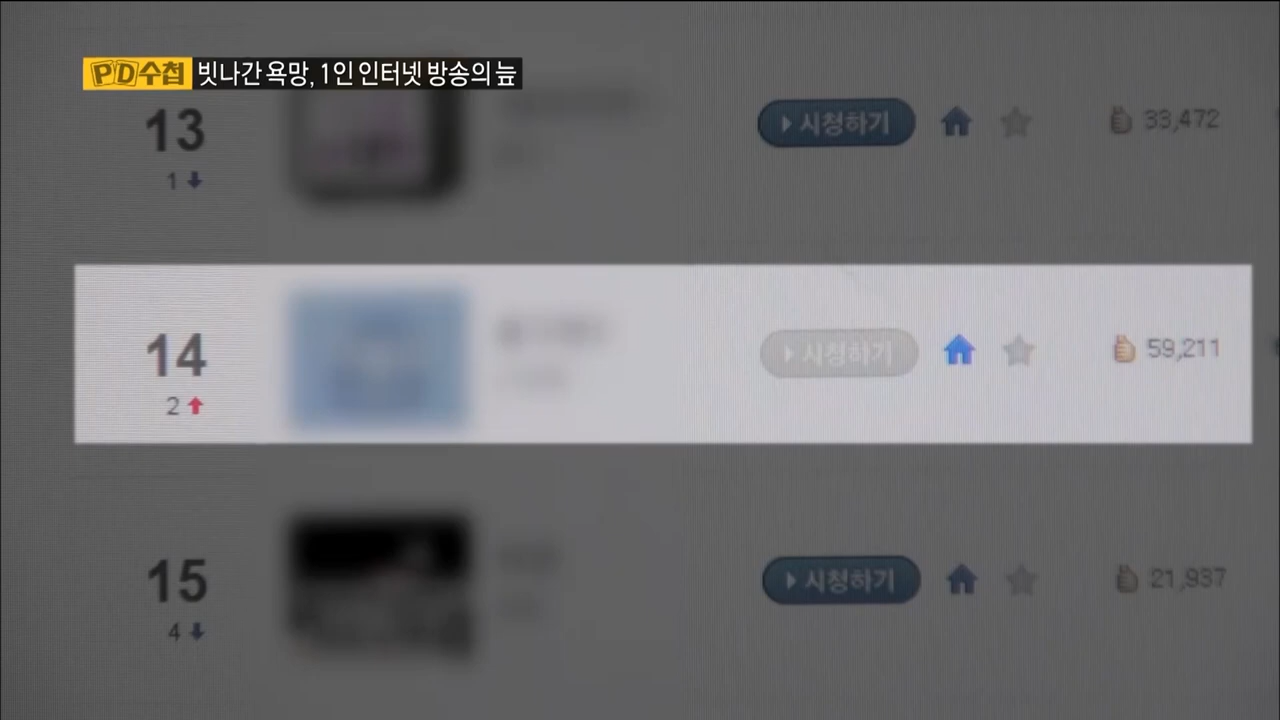 PD수첩 빗나간 욕망, 1인 인터넷 방송의 늪
13 시청하기 33,472
1
14 시청하기 59,211
2
15 시청하기 21,937
4